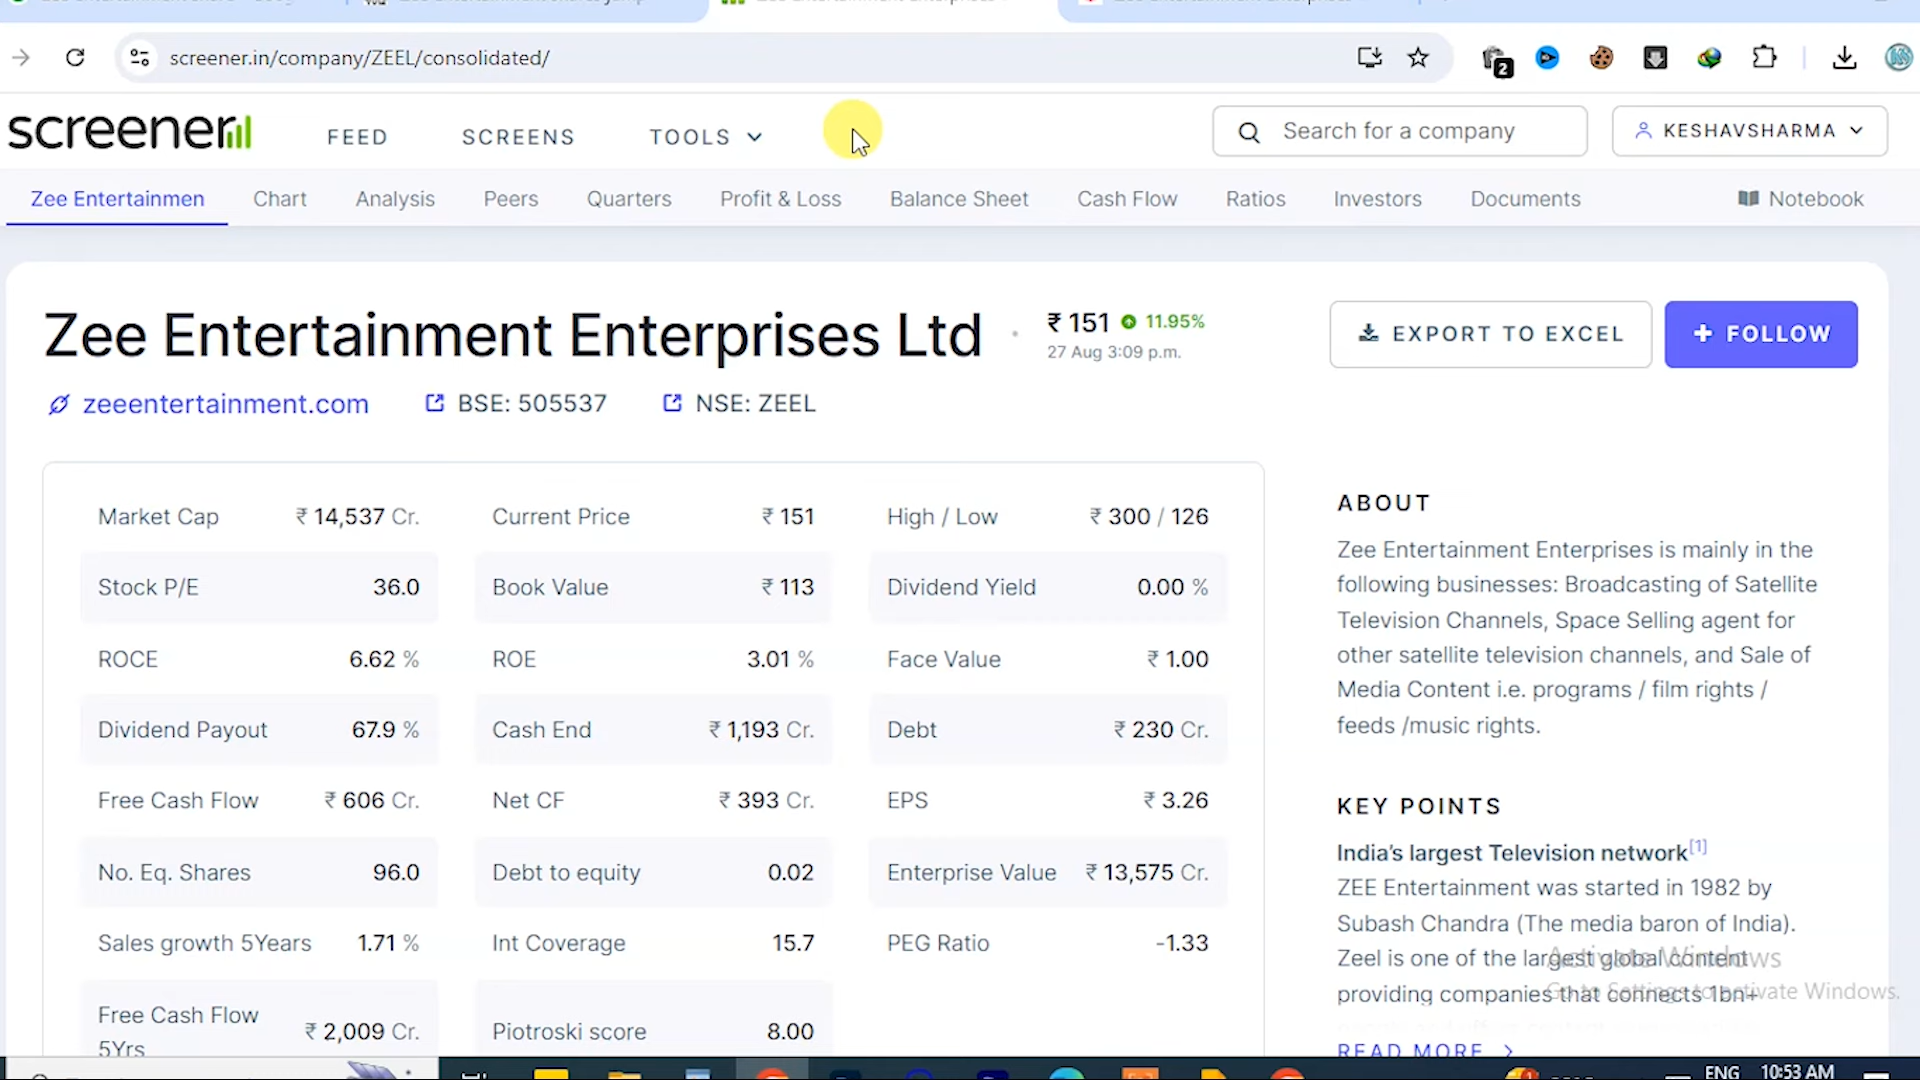 screener.in/company/ZEEL/consolidated/
2
screener
FEED
SCREENS
TOOLS
Search for a company
KESHAVSHARMA
Zee Entertainmen
Chart
Analysis
Peers
Quarters
Profit & Loss
Balance Sheet
Cash Flow
Ratios
Investors
Documents
Notebook
Zee Entertainment Enterprises Ltd
₹ 151 11.95%
27 Aug 3:09 p.m.
EXPORT TO EXCEL
+ FOLLOW
zeeentertainment.com
BSE: 505537
NSE: ZEEL
Market Cap ₹ 14,537 Cr.
Current Price ₹ 151
High / Low ₹ 300 / 126
Stock P/E 36.0
Book Value ₹ 113
Dividend Yield 0.00 %
ROCE 6.62 %
ROE 3.01 %
Face Value ₹ 1.00
Dividend Payout 67.9 %
Cash End ₹ 1,193 Cr.
Debt ₹ 230 Cr.
Free Cash Flow ₹ 606 Cr.
Net CF ₹ 393 Cr.
EPS ₹ 3.26
No. Eq. Shares 96.0
Debt to equity 0.02
Enterprise Value ₹ 13,575 Cr.
Sales growth 5Years 1.71 %
Int Coverage 15.7
PEG Ratio -1.33
Free Cash Flow
5Yrs
₹ 2,009 Cr.
Piotroski score 8.00
ABOUT
Zee Entertainment Enterprises is mainly in the
following businesses: Broadcasting of Satellite
Television Channels, Space Selling agent for
other satellite television channels, and Sale of
Media Content i.e. programs / film rights /
feeds /music rights.
KEY POINTS
India's largest Television network[1]
ZEE Entertainment was started in 1982 by
Subash Chandra (The media baron of India).
Zeel is one of the largest global content
providing companies that connects 1bn+
READ MORE
Activate Windows
Go to Settings to activate Windows.
ENG
10:53 AM